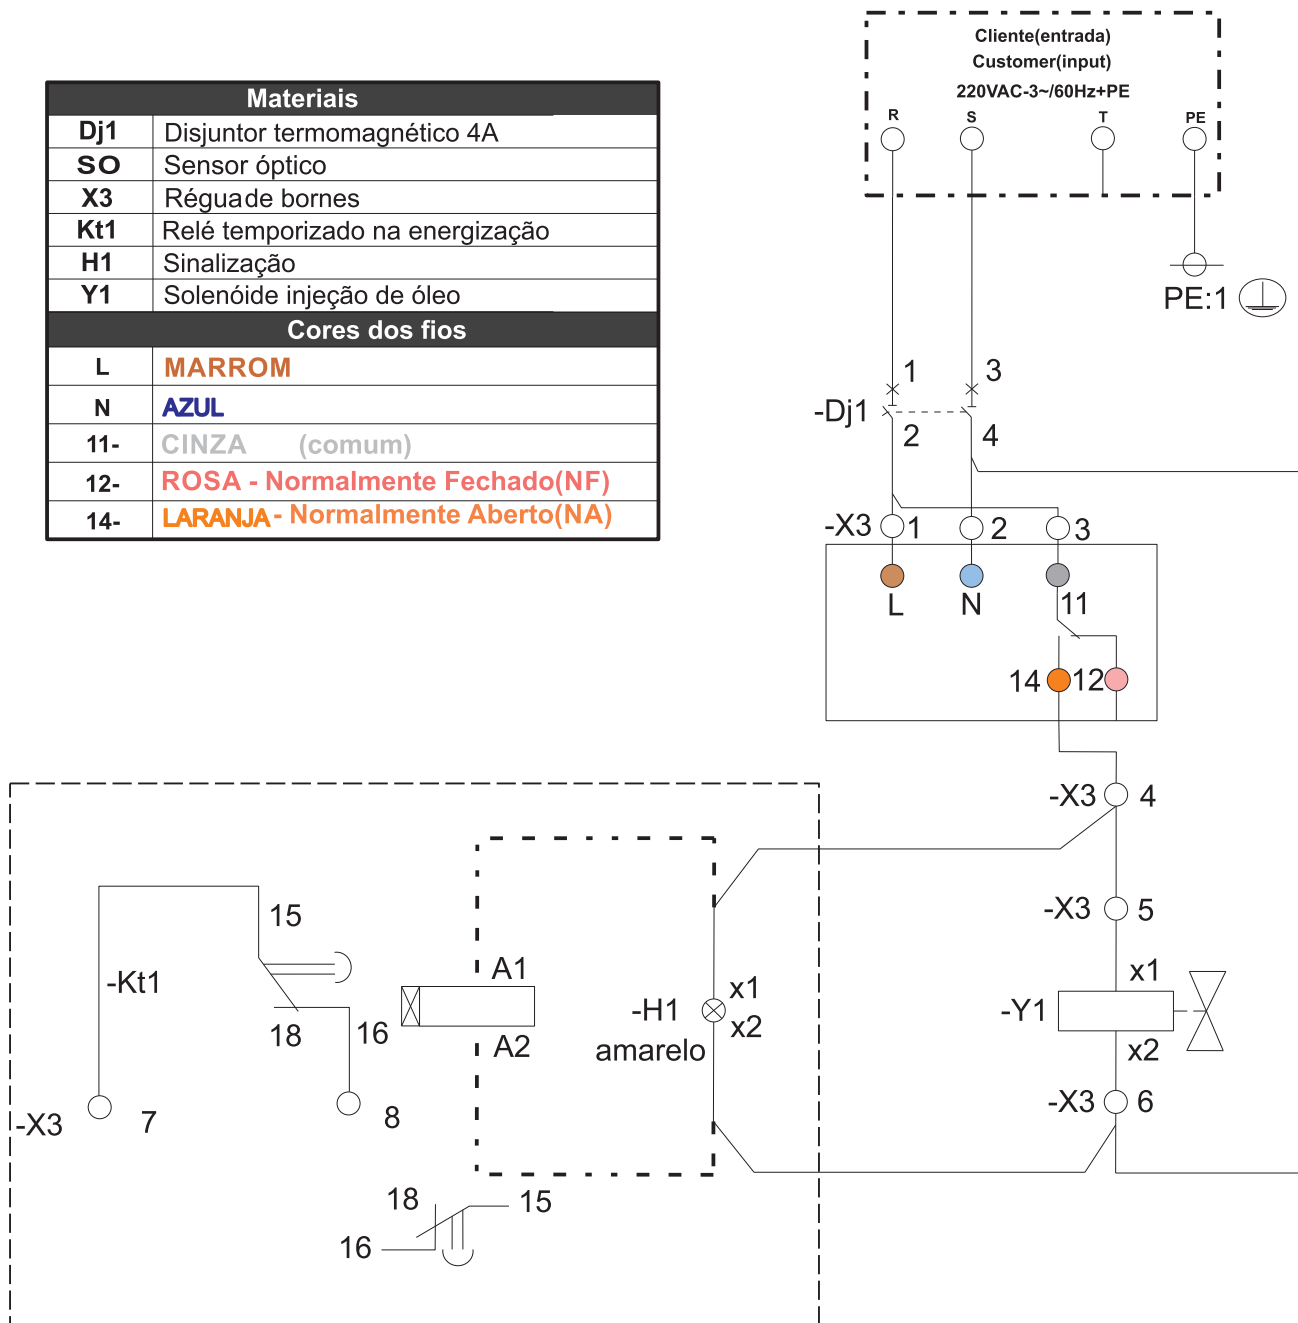 Cliente(entrada)
Customer(input)
220VAC-3~/60Hz+PE
R S T PE
PE:1
Materiais
Dj1 Disjuntor termomagnético 4A
SO Sensor óptico
X3 Réguade bornes
Kt1 Relé temporizado na energização
H1 Sinalização
Y1 Solenóide injeção de óleo
Cores dos fios
L MARROM
N AZUL
11- CINZA (comum)
12- ROSA - Normalmente Fechado(NF)
14- LARANJA - Normalmente Aberto(NA)
1 3
-Dj1
2 4
-X3 1 2 3
L N 11
14 12
-X3 4
-X3 5
x1
-Y1
x2
-X3 6
15
-Kt1
18 16
-X3 7 8
A1
A2
x1
-H1
x2
amarelo
18 15
16